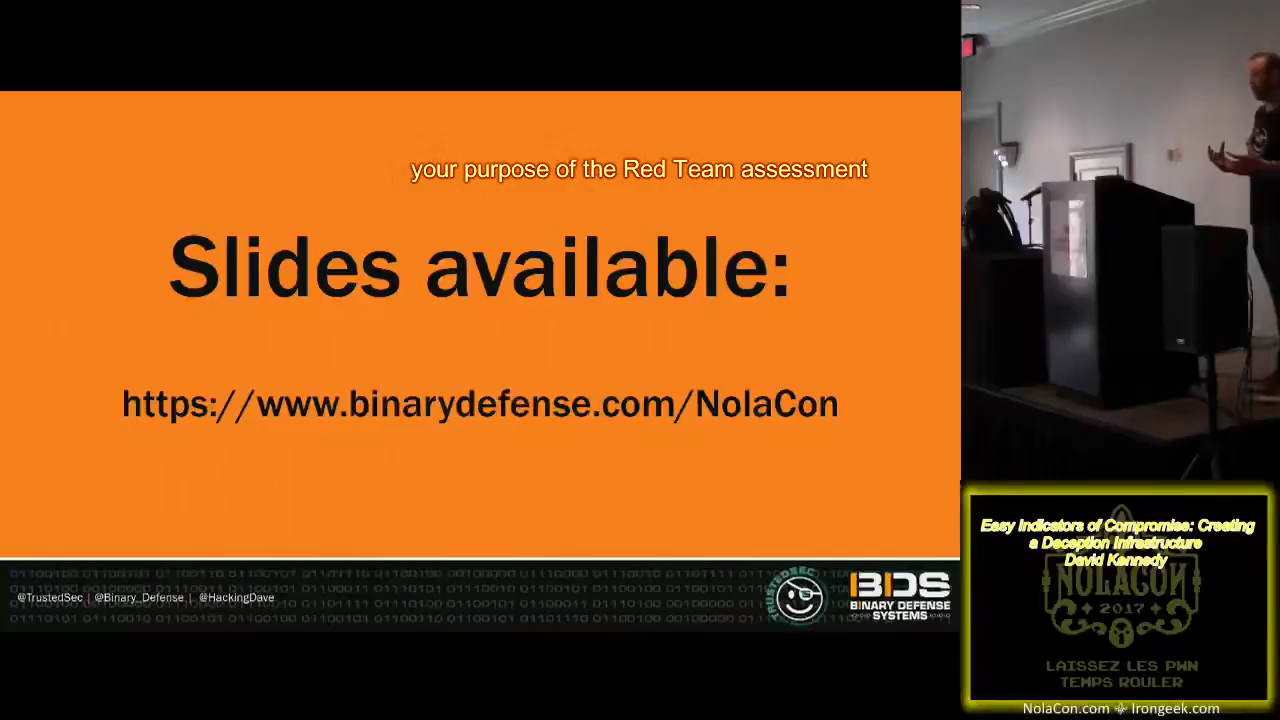 your purpose of the Red Team assessment
Slides available:
https://www.binarydefense.com/NolaCon
@TrustedSec | @Binary_Defense | @HackingDave
TRUSTEDSEC
BDS
BINARY DEFENSE
SYSTEMS
Easy Indicators of Compromise: Creating
a Deception Infrastructure
David Kennedy
NOLACON
2017
LAISSEZ LES PWN
TEMPS ROULER
NolaCon.com Irongeek.com